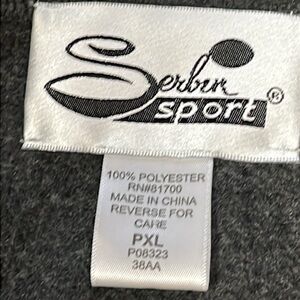 Serbin
sport®
100% POLYESTER
RN#81700
MADE IN CHINA
REVERSE FOR
CARE
PXL
P08323
38AA